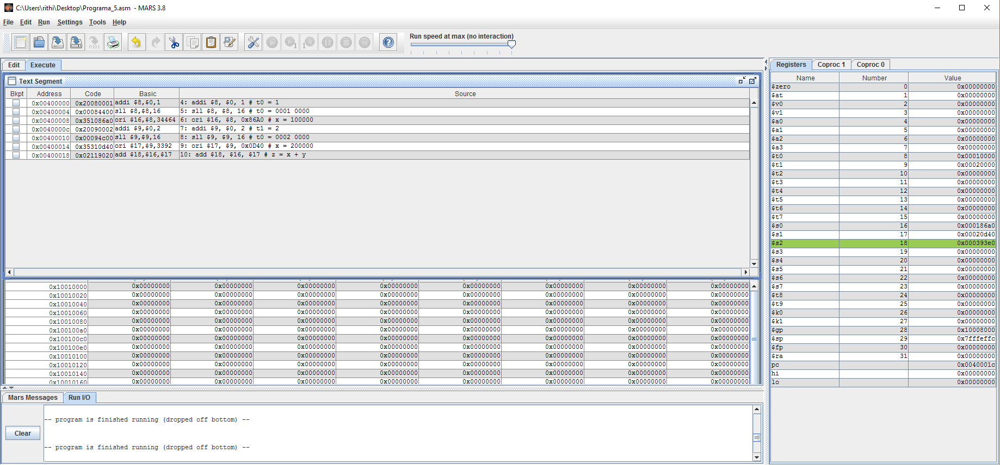 C:\Users\rithi\Desktop\Programa_5.asm - MARS 3.8
File Edit Run Settings Tools Help
Run speed at max (no interaction)
Edit Execute
Text Segment
Bkpt Address Code Basic Source
0x00400000 0x20080001 addi $8,$0,1 4: addi $8, $0, 1 # t0 = 1
0x00400004 0x00084400 sll $8,$8,16 5: sll $8, $8, 16 # t0 = 0001 0000
0x00400008 0x351086a0 ori $16,$8,34464 6: ori $16, $8, 0x86A0 # x = 100000
0x0040000c 0x20090002 addi $9,$0,2 7: addi $9, $0, 2 # t1 = 2
0x00400010 0x00094c00 sll $9,$9,16 8: sll $9, $9, 16 # t0 = 0002 0000
0x00400014 0x35310d40 ori $17,$9,3392 9: ori $17, $9, 0x0D40 # x = 200000
0x00400018 0x02119020 add $18,$16,$17 10: add $18, $16, $17 # z = x + y
0x10010000 0x00000000 0x00000000 0x00000000 0x00000000 0x00000000 0x00000000 0x00000000 0x00000000
0x10010020 0x00000000 0x00000000 0x00000000 0x00000000 0x00000000 0x00000000 0x00000000 0x00000000
0x10010040 0x00000000 0x00000000 0x00000000 0x00000000 0x00000000 0x00000000 0x00000000 0x00000000
0x10010060 0x00000000 0x00000000 0x00000000 0x00000000 0x00000000 0x00000000 0x00000000 0x00000000
0x10010080 0x00000000 0x00000000 0x00000000 0x00000000 0x00000000 0x00000000 0x00000000 0x00000000
0x100100a0 0x00000000 0x00000000 0x00000000 0x00000000 0x00000000 0x00000000 0x00000000 0x00000000
0x100100c0 0x00000000 0x00000000 0x00000000 0x00000000 0x00000000 0x00000000 0x00000000 0x00000000
0x100100e0 0x00000000 0x00000000 0x00000000 0x00000000 0x00000000 0x00000000 0x00000000 0x00000000
0x10010100 0x00000000 0x00000000 0x00000000 0x00000000 0x00000000 0x00000000 0x00000000 0x00000000
0x10010120 0x00000000 0x00000000 0x00000000 0x00000000 0x00000000 0x00000000 0x00000000 0x00000000
0x10010140 0x00000000 0x00000000 0x00000000 0x00000000 0x00000000 0x00000000 0x00000000 0x00000000
0x10010160 0x00000000 0x00000000 0x00000000 0x00000000 0x00000000 0x00000000 0x00000000 0x00000000
Mars Messages Run I/O
Clear
-- program is finished running (dropped off bottom) --
-- program is finished running (dropped off bottom) --
Registers Coproc 1 Coproc 0
Name Number Value
$zero 0 0x00000000
$at 1 0x00000000
$v0 2 0x00000000
$v1 3 0x00000000
$a0 4 0x00000000
$a1 5 0x00000000
$a2 6 0x00000000
$a3 7 0x00000000
$t0 8 0x00010000
$t1 9 0x00020000
$t2 10 0x00000000
$t3 11 0x00000000
$t4 12 0x00000000
$t5 13 0x00000000
$t6 14 0x00000000
$t7 15 0x00000000
$s0 16 0x000186a0
$s1 17 0x00020d40
$s2 18 0x000393e0
$s3 19 0x00000000
$s4 20 0x00000000
$s5 21 0x00000000
$s6 22 0x00000000
$s7 23 0x00000000
$t8 24 0x00000000
$t9 25 0x00000000
$k0 26 0x00000000
$k1 27 0x00000000
$gp 28 0x10008000
$sp 29 0x7fffeffc
$fp 30 0x00000000
$ra 31 0x00000000
pc 0x0040001c
hi 0x00000000
lo 0x00000000